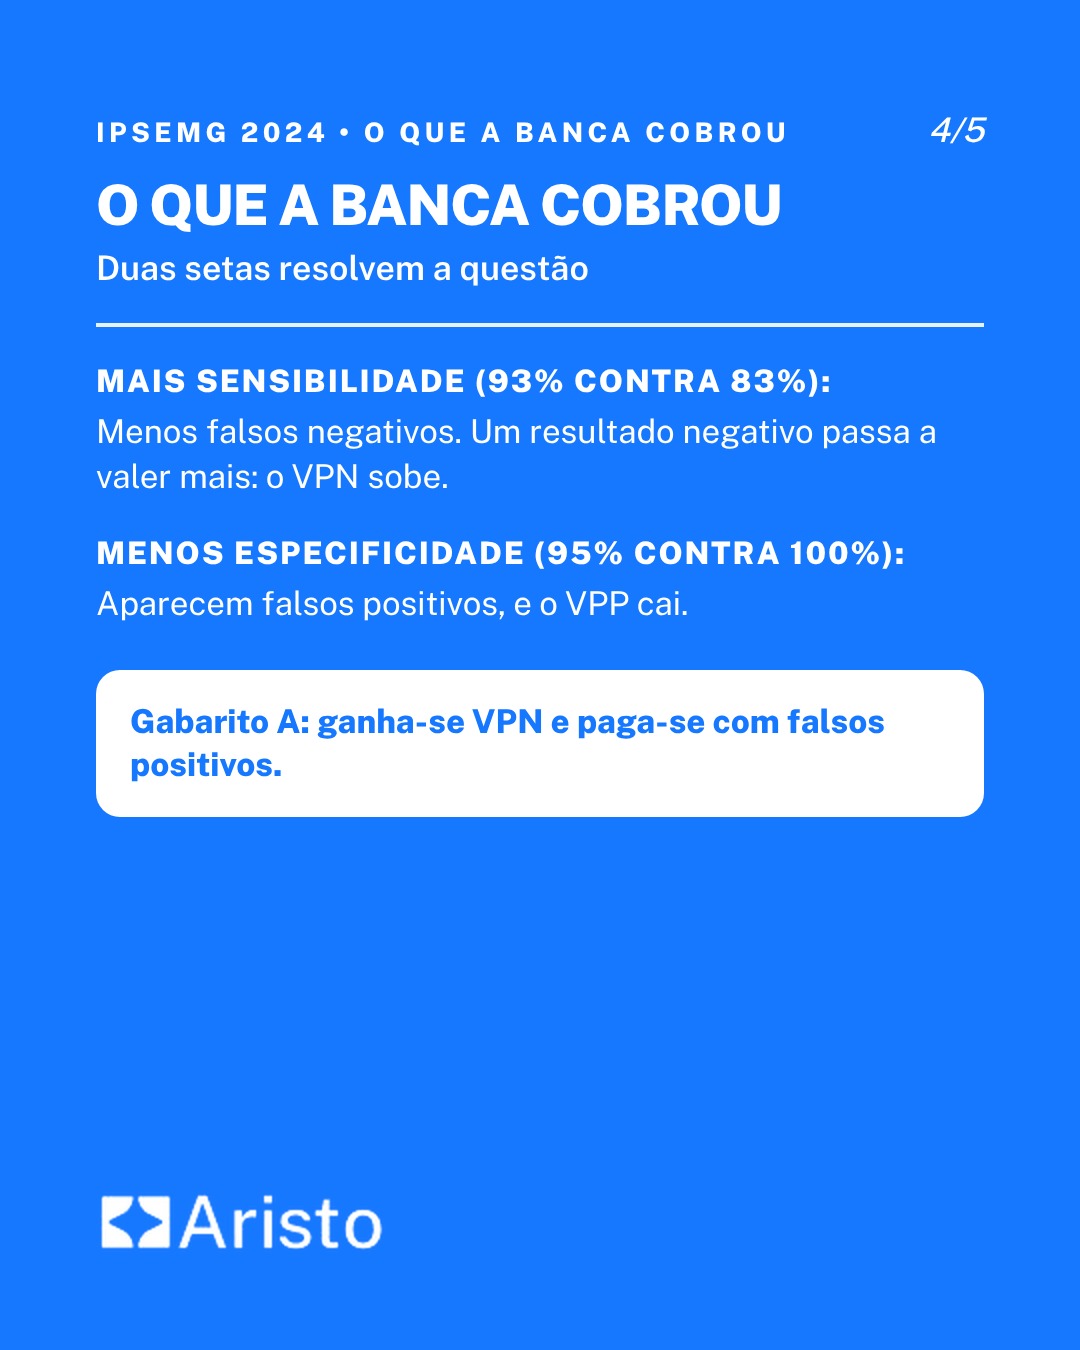 IPSEMG 2024 • O QUE A BANCA COBROU
4/5
O QUE A BANCA COBROU
Duas setas resolvem a questão
MAIS SENSIBILIDADE (93% CONTRA 83%):
Menos falsos negativos. Um resultado negativo passa a
valer mais: o VPN sobe.
MENOS ESPECIFICIDADE (95% CONTRA 100%):
Aparecem falsos positivos, e o VPP cai.
Gabarito A: ganha-se VPN e paga-se com falsos
positivos.
Aristo